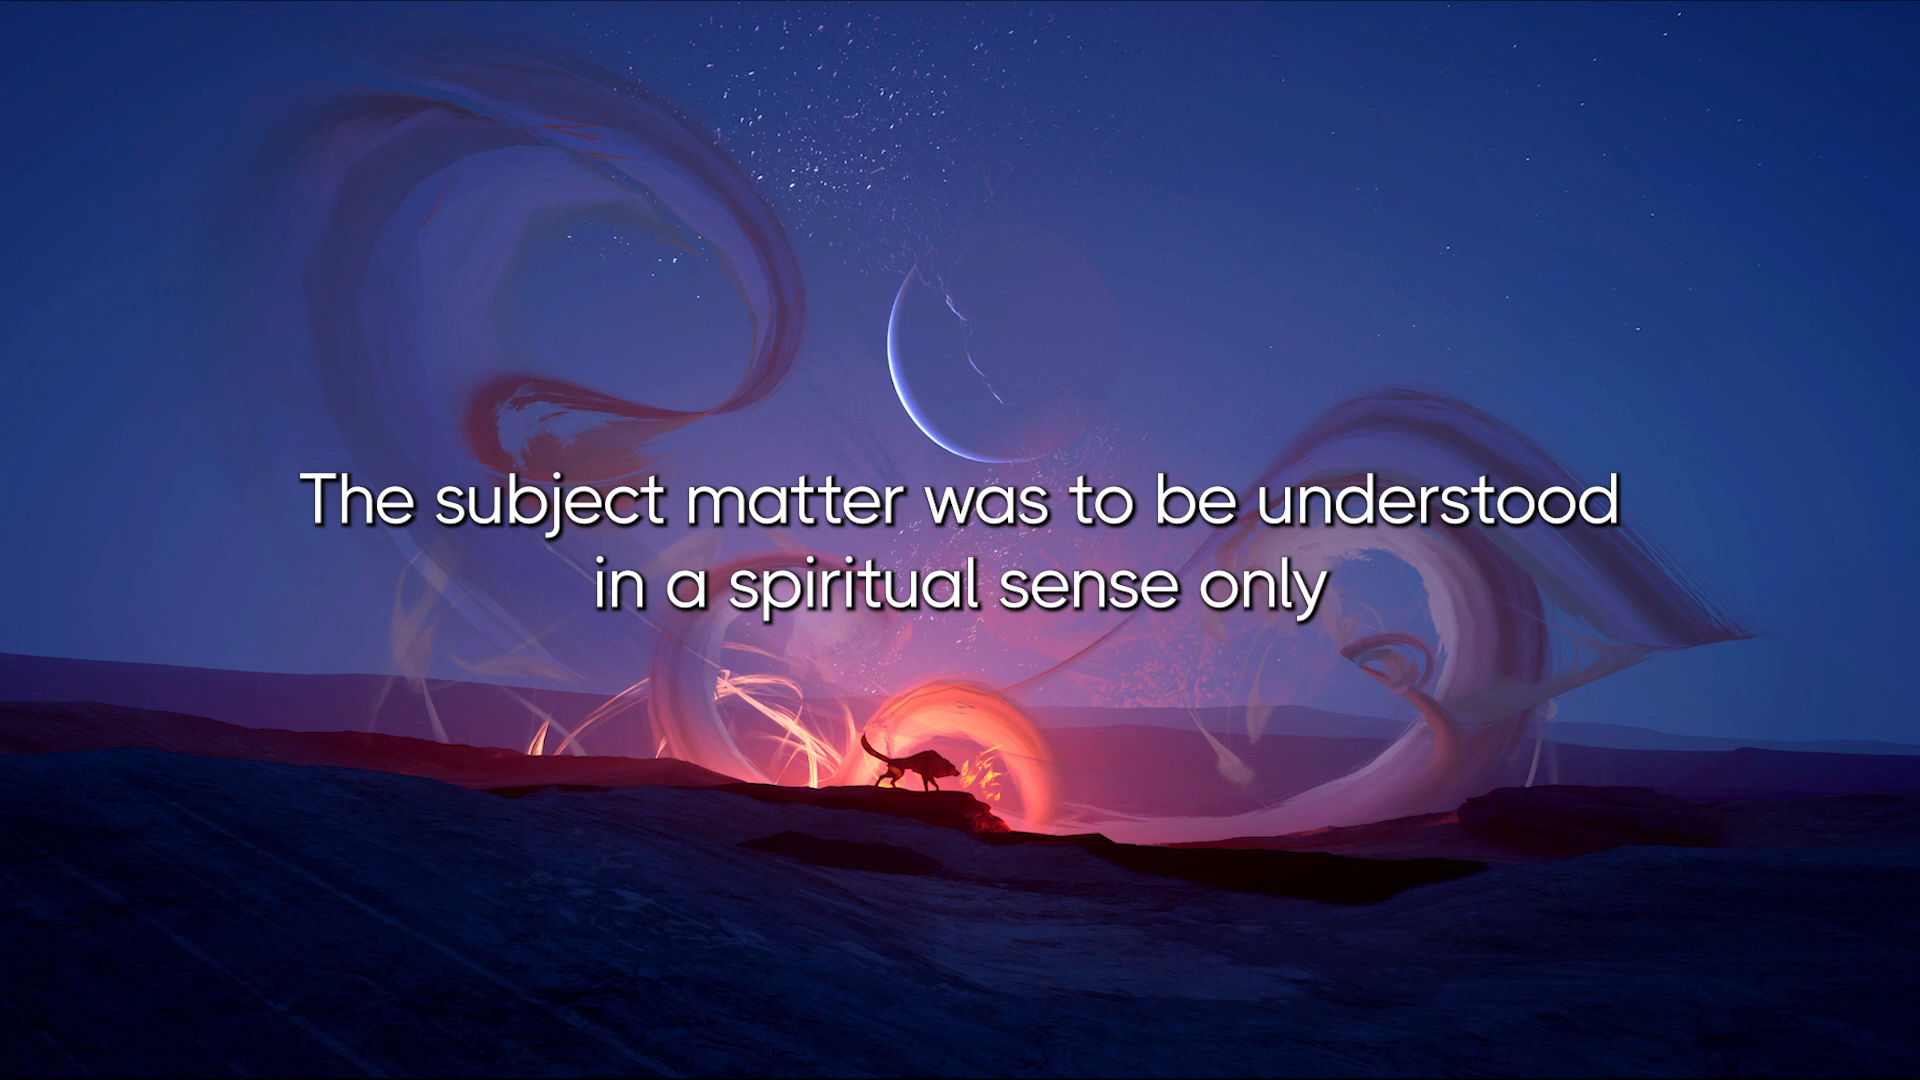 The subject matter was to be understood
in a spiritual sense only